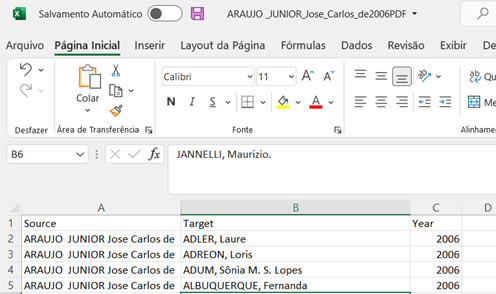 Salvamento Automático
ARAUJO _JUNIOR_Jose_Carlos_de2006PDF
Arquivo Página Inicial Inserir Layout da Página Fórmulas Dados Revisão Exibir
Colar
Calibri 11 A A
N I S A
Desfazer Área de Transferência Fonte Alinham
B6 fx JANNELLI, Maurizio.
A B C D
1 Source Target Year
2 ARAUJO JUNIOR Jose Carlos de ADLER, Laure 2006
3 ARAUJO JUNIOR Jose Carlos de ADREON, Loris 2006
4 ARAUJO JUNIOR Jose Carlos de ADUM, Sônia M. S. Lopes 2006
5 ARAUJO JUNIOR Jose Carlos de ALBUQUERQUE, Fernanda 2006